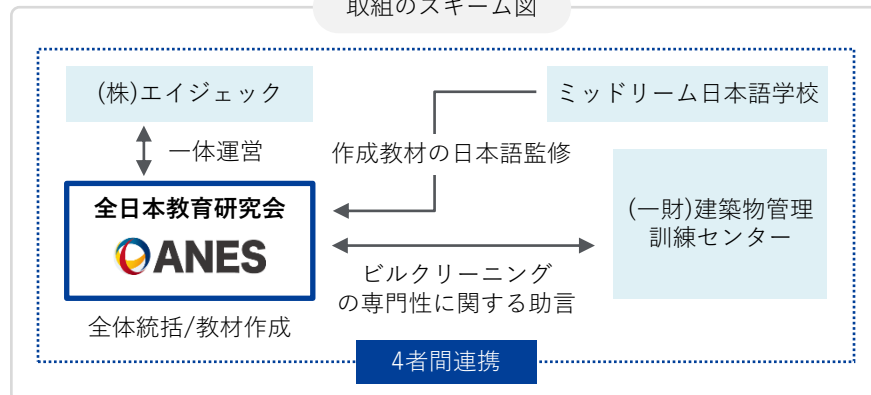 取組のスキーム図
(株)エイジェック
ミッドリーム日本語学校
一体運営
作成教材の日本語監修
全日本教育研究会
ANES
(一財)建築物管理
訓練センター
ビルクリーニング
の専門性に関する助言
全体統括/教材作成
4者間連携